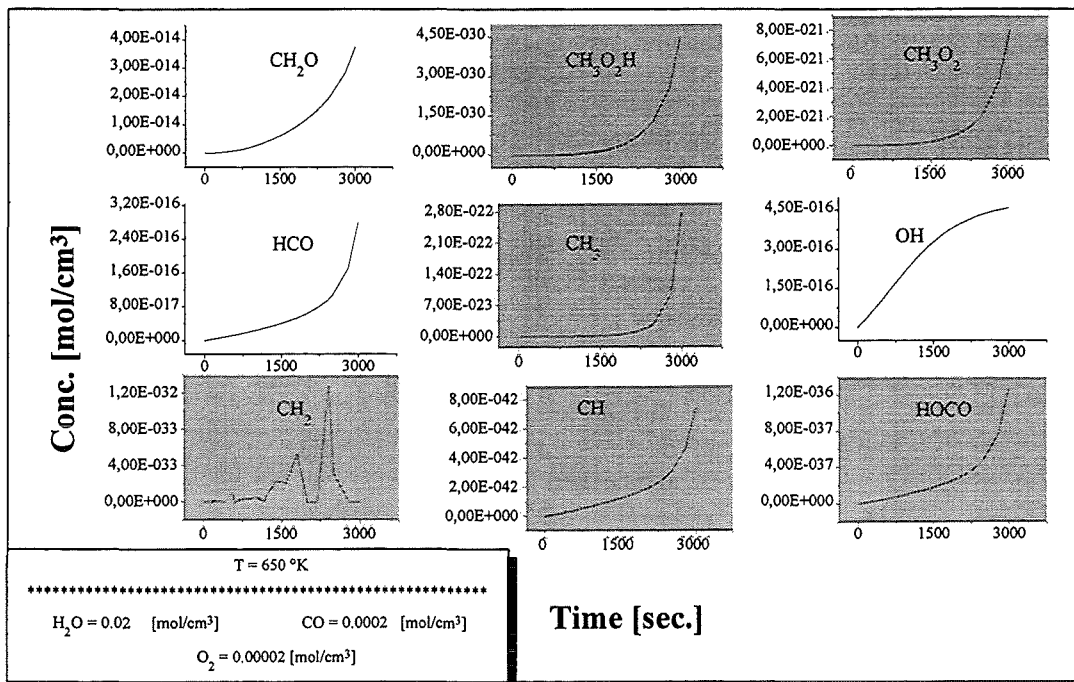 4,00E-014
3,00E-014
2,00E-014
1,00E-014
0,00E+000
CH2O
0 1500 3000
4,50E-030
3,00E-030
1,50E-030
0,00E+000
CH3O2H
0 1500 3000
8,00E-021
6,00E-021
4,00E-021
2,00E-021
0,00E+000
CH3O2
0 1500 3000
3,20E-016
2,40E-016
1,60E-016
8,00E-017
0,00E+000
HCO
0 1500 3000
2,80E-022
2,10E-022
1,40E-022
7,00E-023
0,00E+000
CH3
0 1500 3000
4,50E-016
3,00E-016
1,50E-016
0,00E+000
OH
0 1500 3000
1,20E-032
8,00E-033
4,00E-033
0,00E+000
CH2
0 1500 3000
8,00E-042
6,00E-042
4,00E-042
2,00E-042
0,00E+000
CH
0 1500 3000
1,20E-036
8,00E-037
4,00E-037
0,00E+000
HOCO
0 1500 3000
Conc. [mol/cm3]
Time [sec.]
T = 650 °K
H2O = 0.02 [mol/cm3] CO = 0.0002 [mol/cm3]
O2 = 0.00002 [mol/cm3]